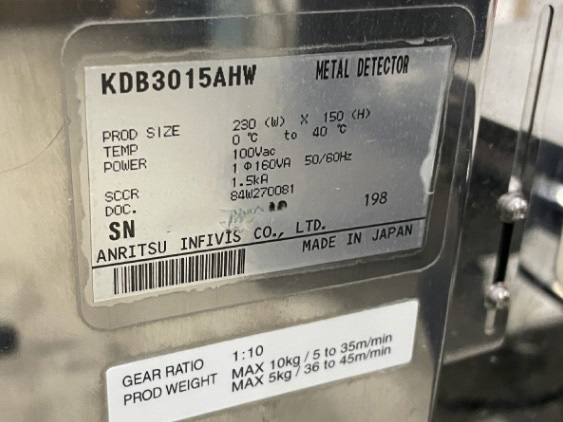 KDB3015AHW METAL DETECTOR
PROD SIZE 230 (W) X 150 (H)
TEMP 0 ℃ to 40 ℃
POWER 100Vac
1 Φ 160VA 50/60Hz
SCCR 1.5kA
DOC. 84W270081
SN 198
ANRITSU INFIVIS CO., LTD. MADE IN JAPAN
GEAR RATIO 1:10
PROD WEIGHT MAX 10kg / 5 to 35m/min
MAX 5kg / 36 to 45m/min